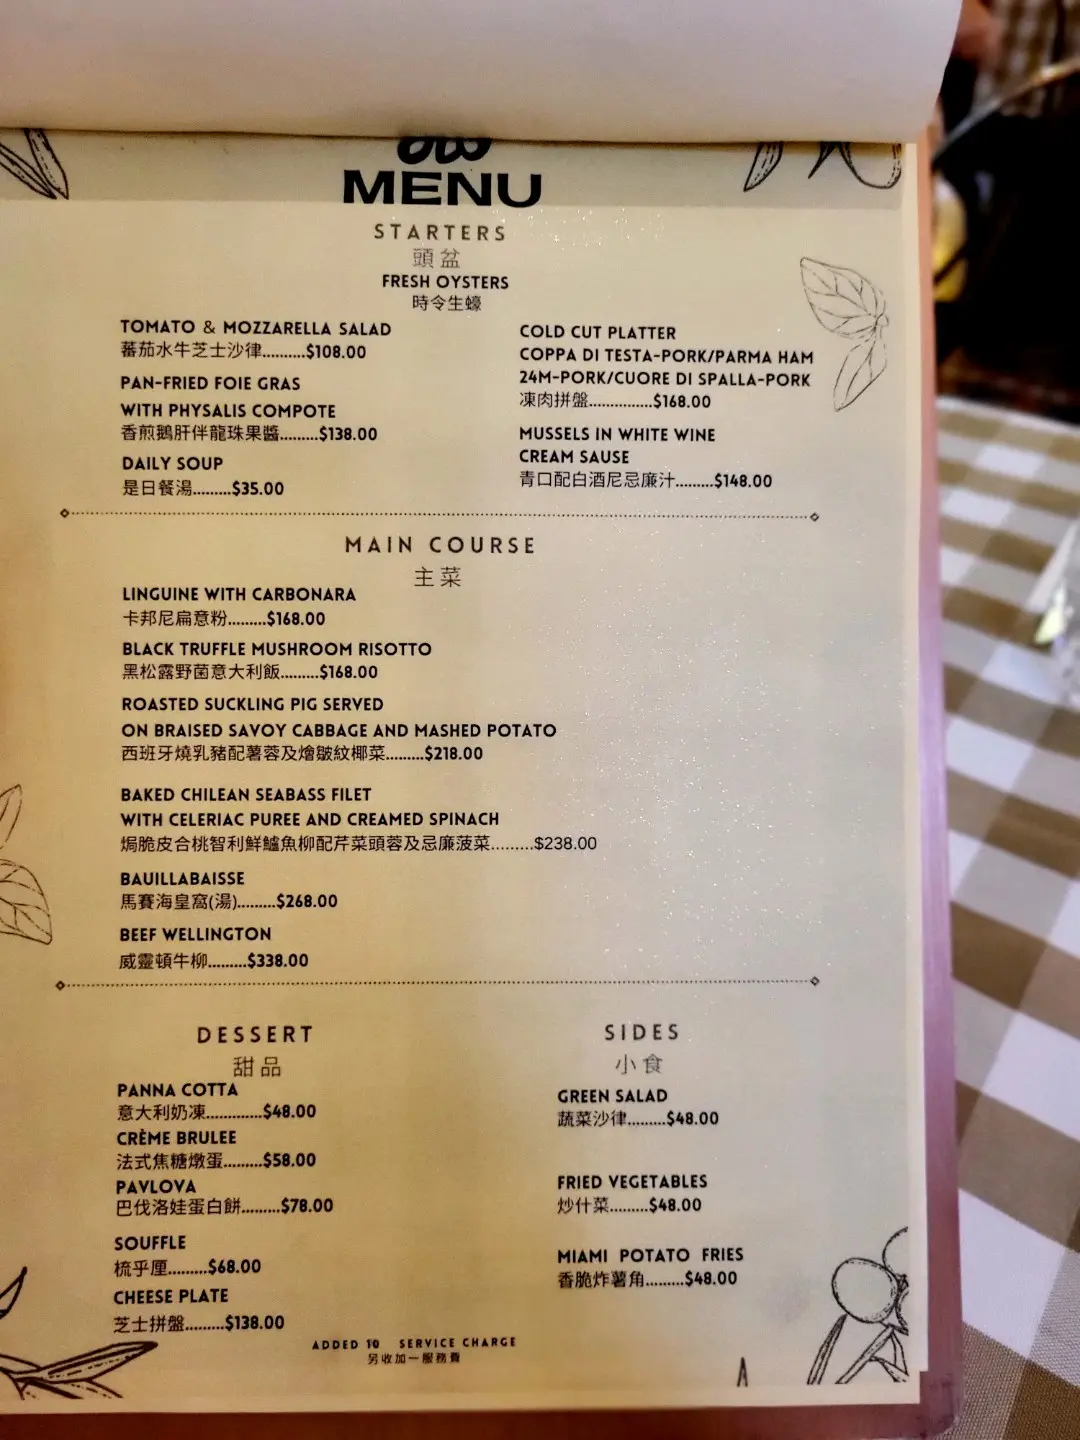 MENU
STARTERS
頭盆
FRESH OYSTERS
時令生蠔
TOMATO & MOZZARELLA SALAD
蕃茄水牛芝士沙律..........$108.00
PAN-FRIED FOIE GRAS
WITH PHYSALIS COMPOTE
香煎鵝肝伴龍珠果醬.........$138.00
DAILY SOUP
是日餐湯.........$35.00
COLD CUT PLATTER
COPPA DI TESTA-PORK/PARMA HAM
24M-PORK/CUORE DI SPALLA-PORK
凍肉拼盤...............$168.00
MUSSELS IN WHITE WINE
CREAM SAUSE
青口配白酒尼忌廉汁.........$148.00
MAIN COURSE
主菜
LINGUINE WITH CARBONARA
卡邦尼扁意粉.........$168.00
BLACK TRUFFLE MUSHROOM RISOTTO
黑松露野菌意大利飯.........$168.00
ROASTED SUCKLING PIG SERVED
ON BRAISED SAVOY CABBAGE AND MASHED POTATO
西班牙燒乳豬配薯蓉及燴皺紋椰菜.........$218.00
BAKED CHILEAN SEABASS FILET
WITH CELERIAC PUREE AND CREAMED SPINACH
焗脆皮合桃智利鮮鱸魚柳配芹菜頭蓉及忌廉菠菜.........$238.00
BAUILLABAISSE
馬賽海皇窩(湯).........$268.00
BEEF WELLINGTON
威靈頓牛柳.........$338.00
DESSERT
甜品
PANNA COTTA
意大利奶凍.............$48.00
CRÈME BRULEE
法式焦糖燉蛋.........$58.00
PAVLOVA
巴伐洛娃蛋白餅.........$78.00
SOUFFLE
梳乎厘.........$68.00
CHEESE PLATE
芝士拼盤.........$138.00
SIDES
小食
GREEN SALAD
蔬菜沙律.........$48.00
FRIED VEGETABLES
炒什菜.........$48.00
MIAMI POTATO FRIES
香脆炸薯角.........$48.00
ADDED 10 SERVICE CHARGE
另收加一服務費